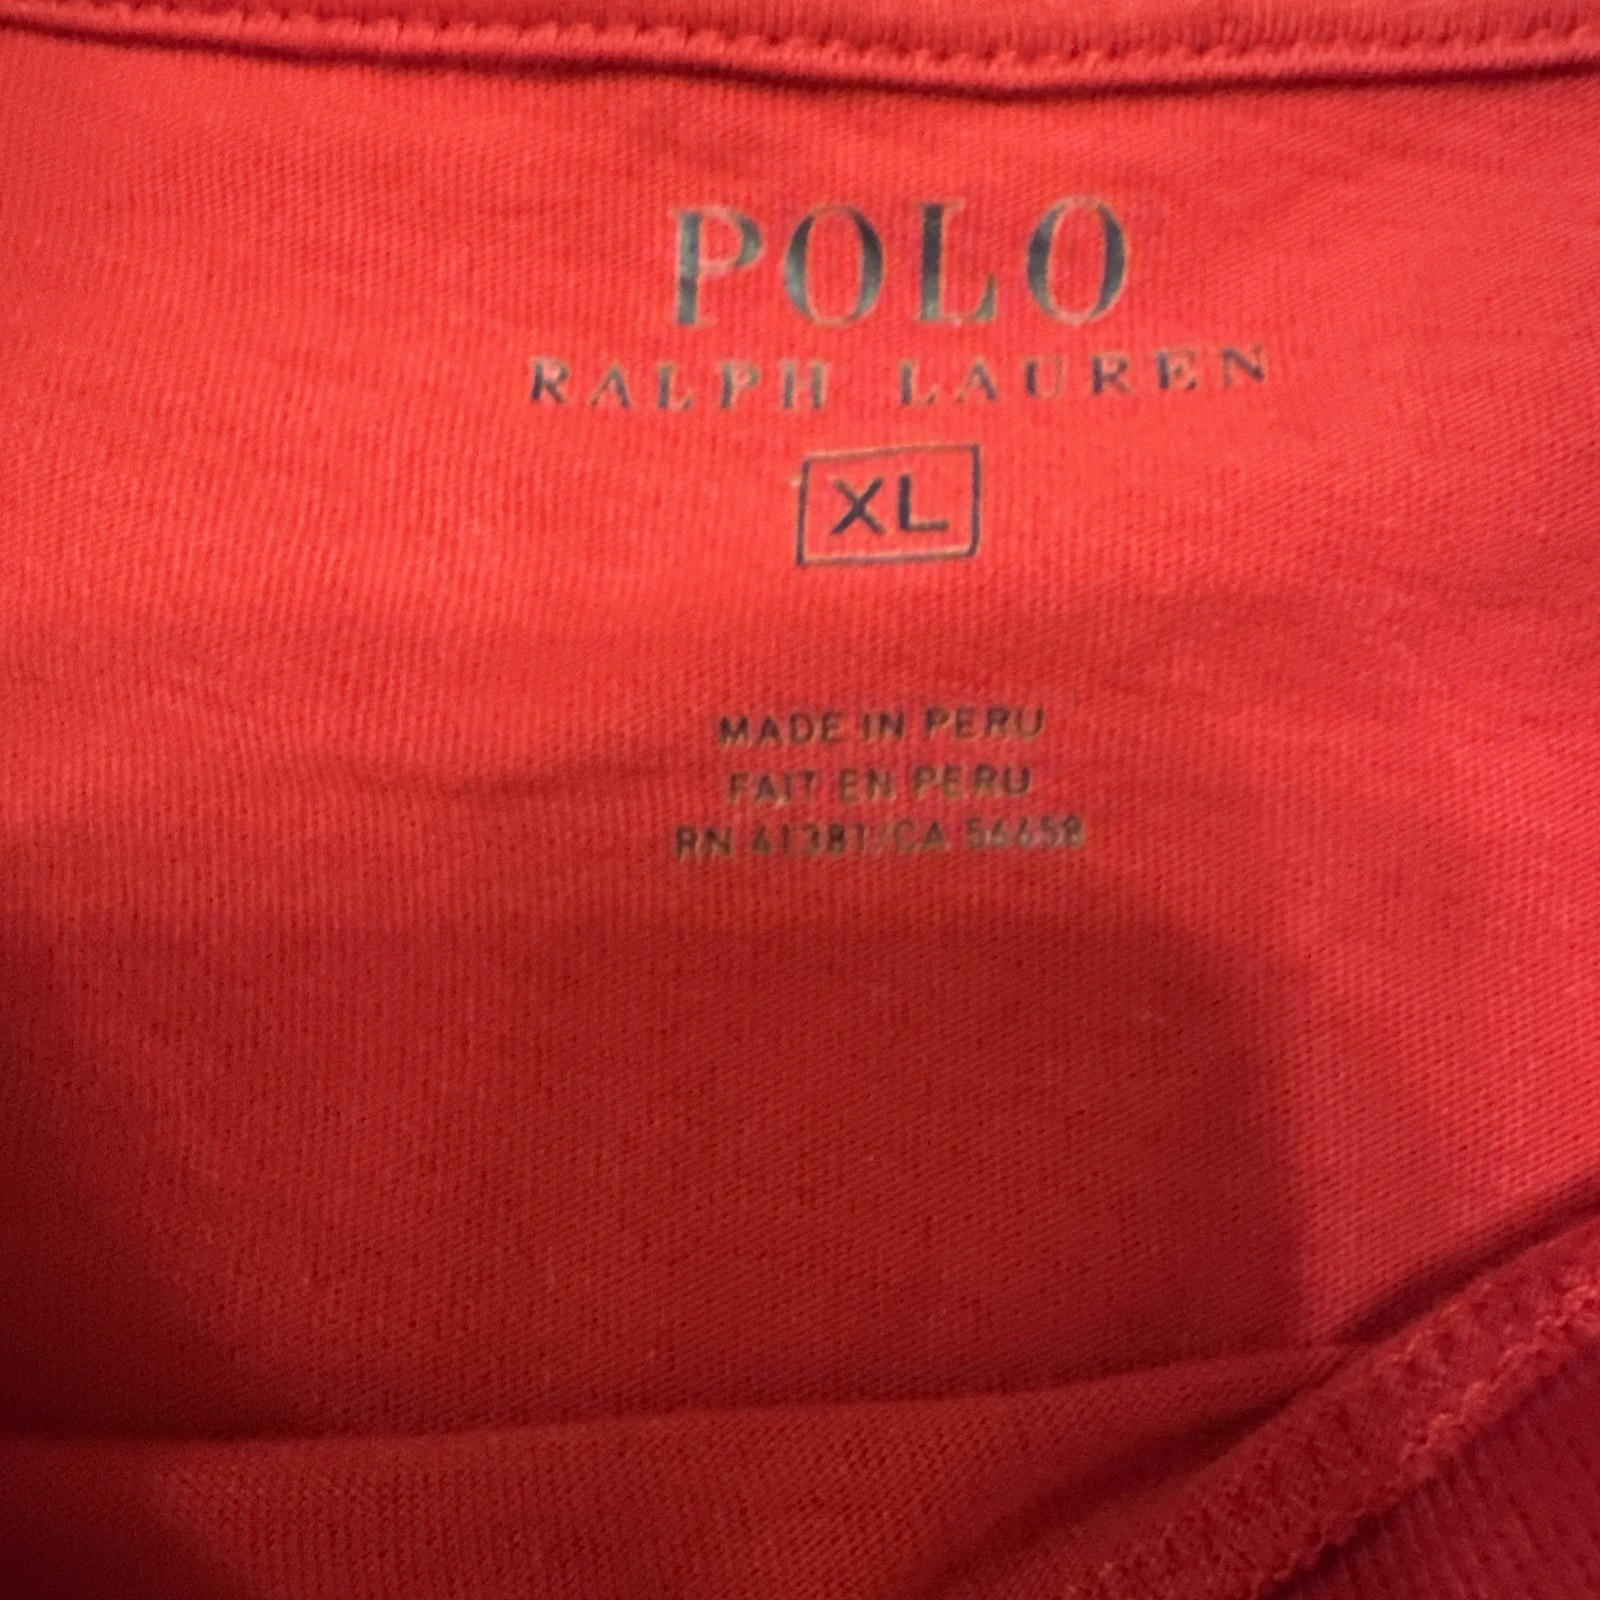 POLO
RALPH LAUREN
XL
MADE IN PERU
FAIT EN PERU
RN 41381/CA 56658